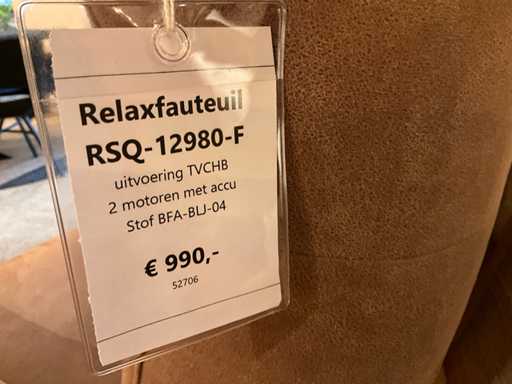 Relaxfauteuil
RSQ-12980-F
uitvoering TVCHB
2 motoren met accu
Stof BFA-BLJ-04
€ 990,-
52706